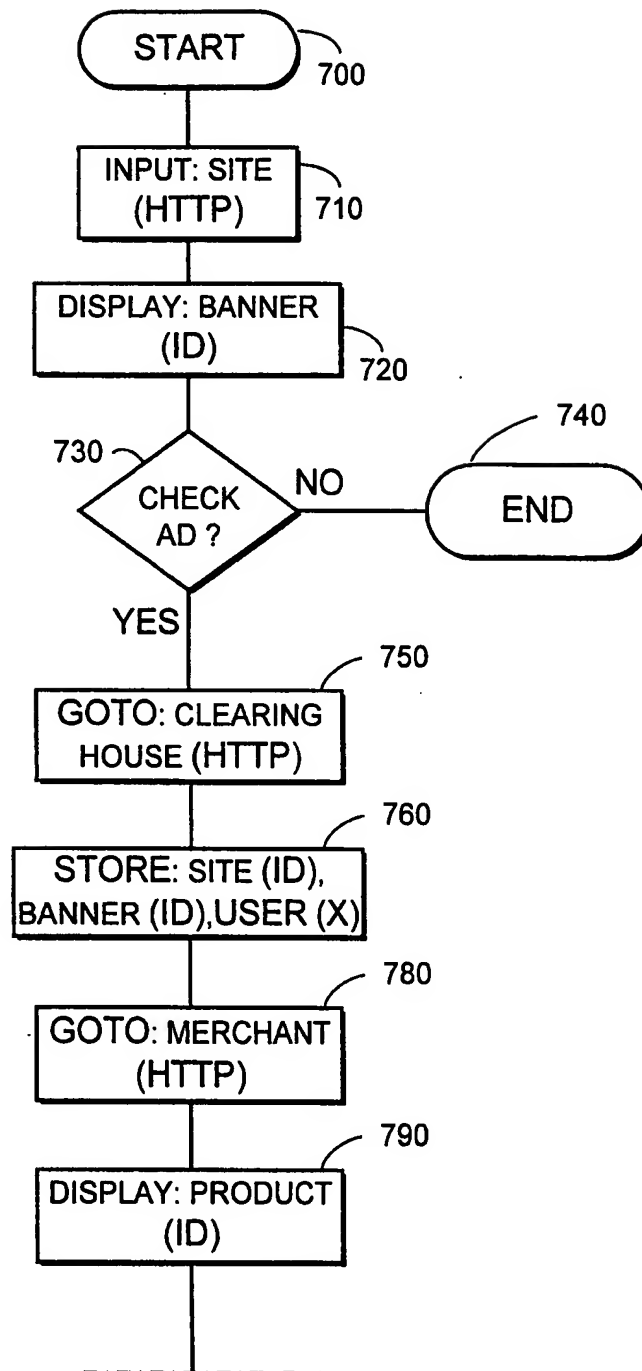 START
700
INPUT: SITE
(HTTP)
710
DISPLAY: BANNER
(ID)
720
730
CHECK
AD ?
NO
740
END
YES
750
GOTO: CLEARING
HOUSE (HTTP)
760
STORE: SITE (ID),
BANNER (ID),USER (X)
780
GOTO: MERCHANT
(HTTP)
790
DISPLAY: PRODUCT
(ID)